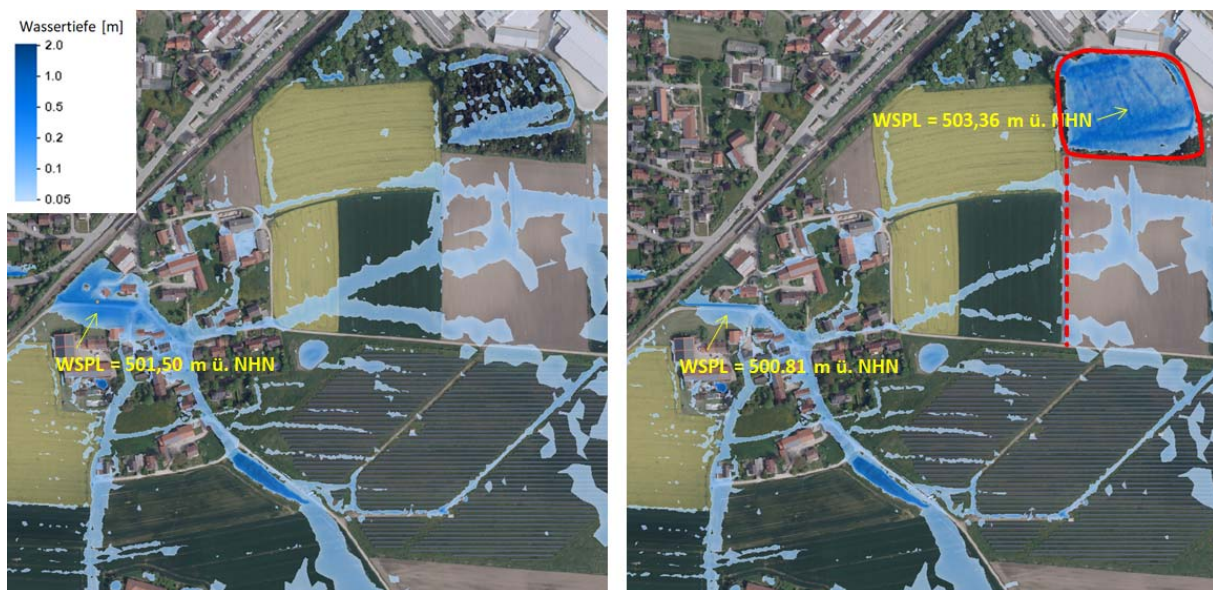 Wassertiefe [m]
2.0
1.0
0.5
0.2
0.1
0.05
WSPL = 501,50 m ü. NHN
WSPL = 503,36 m ü. NHN
WSPL = 500.81 m ü. NHN